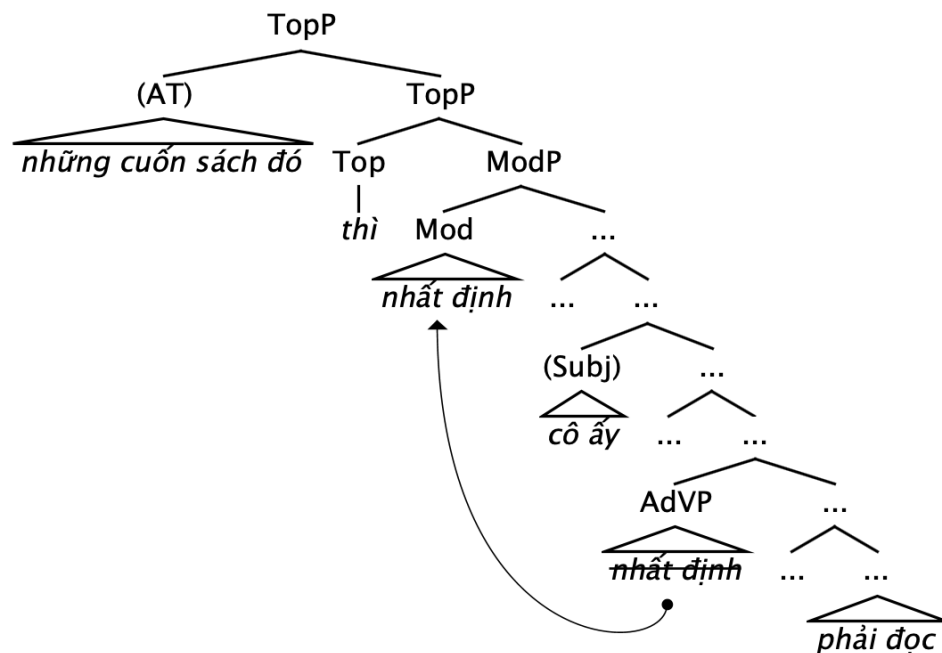 TopP
(AT) TopP
những cuốn sách đó Top ModP
thì Mod ...
nhất định ... ...
(Subj) ...
cô ấy ... ...
AdVP ...
nhất định ... ...
phải đọc